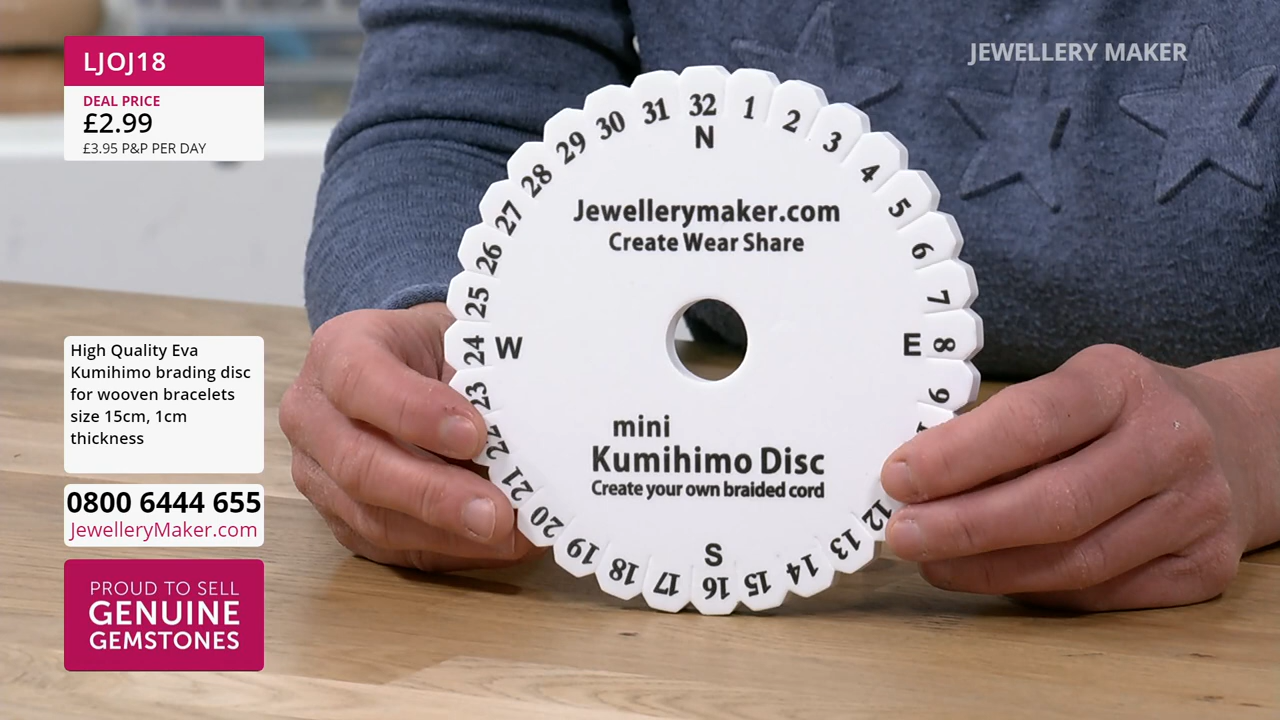 LJOJ18
DEAL PRICE
£2.99
£3.95 P&P PER DAY
High Quality Eva
Kumihimo brading disc
for wooven bracelets
size 15cm, 1cm
thickness
0800 6444 655
JewelleryMaker.com
PROUD TO SELL
GENUINE
GEMSTONES
JEWELLERY MAKER
32 1 2 3 4 5 6 7 8 9
12 13 14 15 16 17 18 19 20 21 22 23 24 25 26 27 28 29 30 31
N
Jewellerymaker.com
Create Wear Share
W E
mini
Kumihimo Disc
Create your own braided cord
S